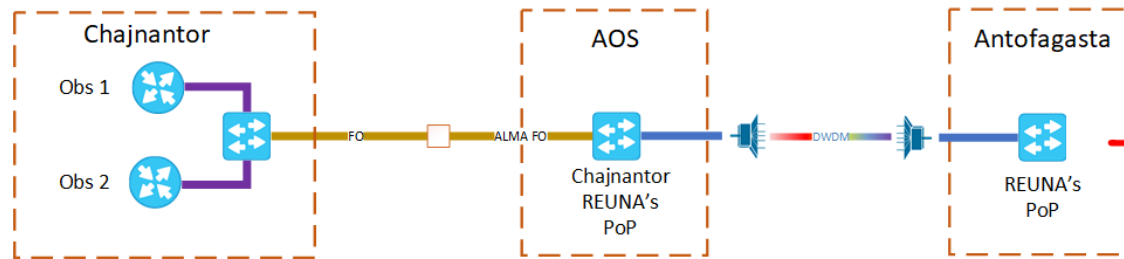 Chajnantor
Obs 1
Obs 2
FO
ALMA FO
AOS
Chajnantor
REUNA's
PoP
DWDM
Antofagasta
REUNA's
PoP